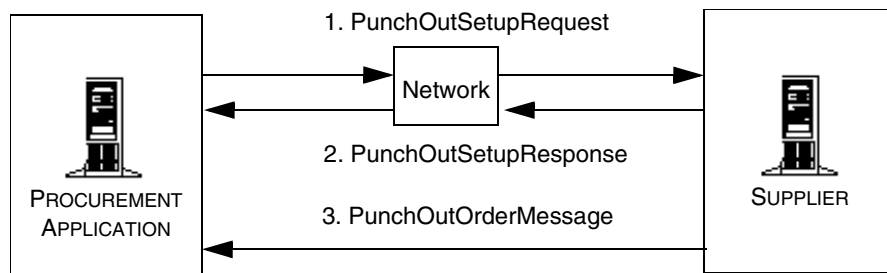 1. PunchOutSetupRequest
Network
2. PunchOutSetupResponse
PROCUREMENT
APPLICATION
3. PunchOutOrderMessage
SUPPLIER